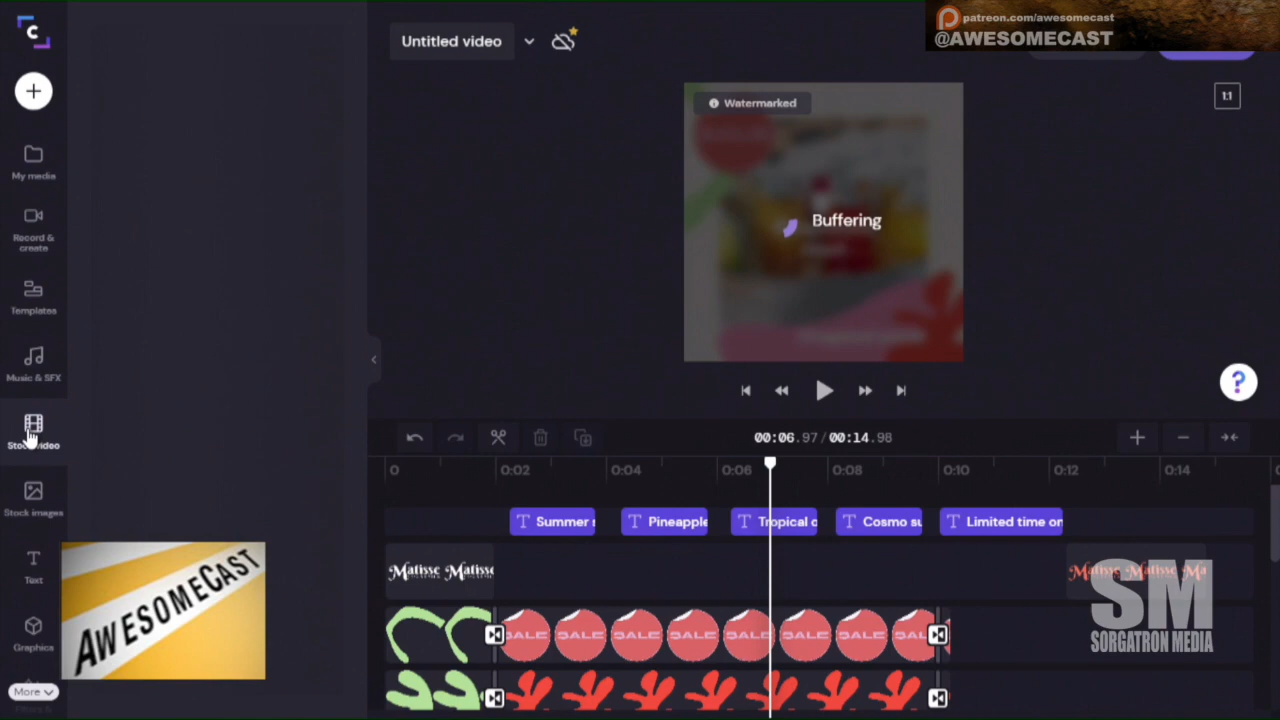 patreon.com/awesomecast
@AWESOMECAST
C
Untitled video
Watermarked
1:1
My media
Buffering
Record &
create
Templates
Music & SFX
?
Stock video
00:06.97/00:14.98
0 0:02 0:04 0:06 0:08 0:10 0:12 0:14
Stock images
T Summer T Pineapple T Tropical T Cosmo T Limited time on
Text
Matisse Matisse Matisse Matisse Ma
AWESOMECAST
SM
SORGATRON MEDIA
Graphics
SALE SALE SALE SALE SALE SALE SALE SAL
More
Filters &